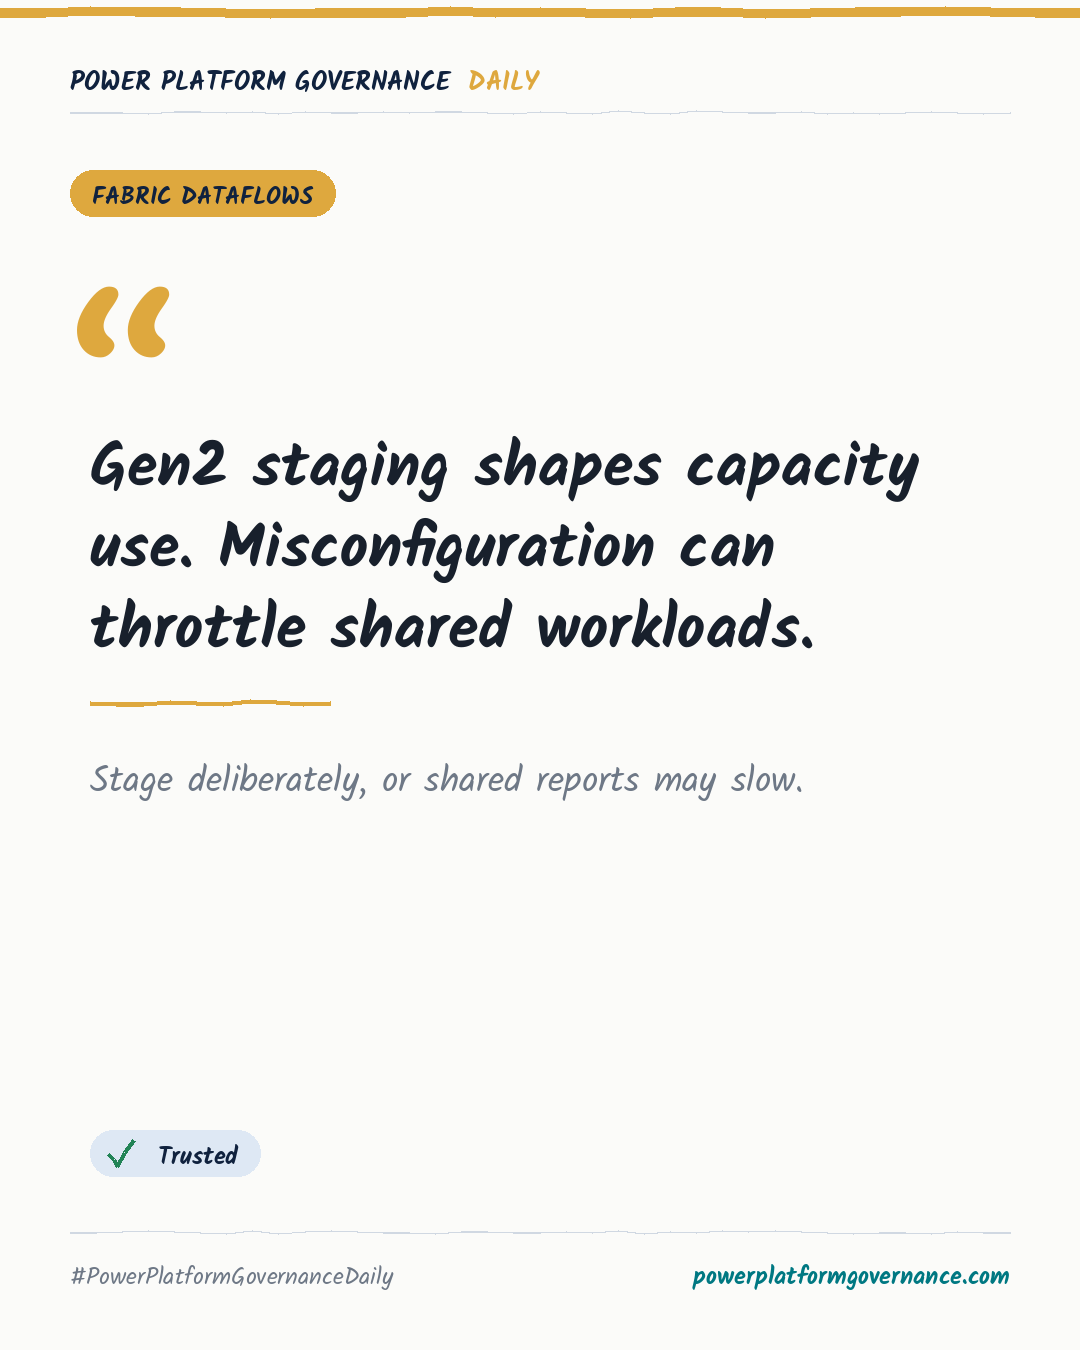 POWER PLATFORM GOVERNANCE DAILY
FABRIC DATAFLOWS
“
Gen2 staging shapes capacity
use. Misconfiguration can
throttle shared workloads.
Stage deliberately, or shared reports may slow.
✓ Trusted
#PowerPlatformGovernanceDaily
powerplatformgovernance.com